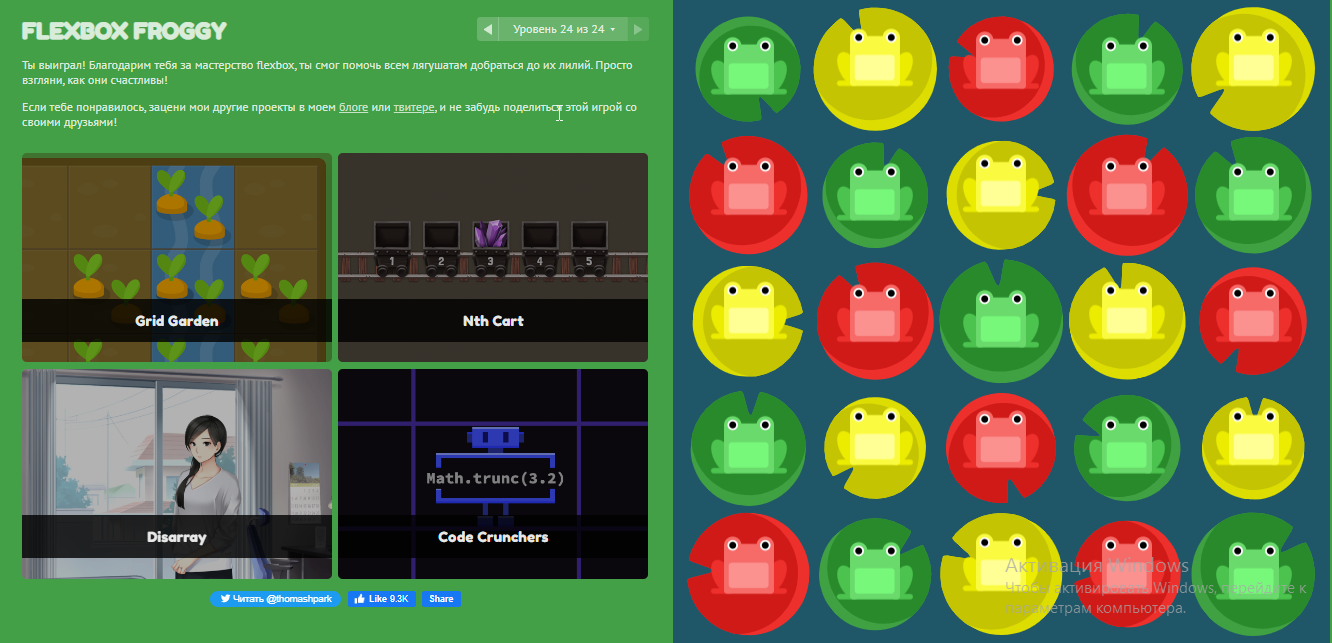 FLEXBOX FROGGY
Уровень 24 из 24
Ты выиграл! Благодарим тебя за мастерство flexbox, ты смог помочь всем лягушатам добраться до их лилий. Просто
взгляни, как они счастливы!
Если тебе понравилось, зацени мои другие проекты в моем блоге или твитере, и не забудь поделиться этой игрой со
своими друзьями!
1 2 3 4 5
Grid Garden
Nth Cart
Math.trunc(3.2)
Disarray
Code Crunchers
Читать @thomashpark
Like 9.3K
Share
Активация Windows
Чтобы активировать Windows, перейдите к
параметрам компьютера.